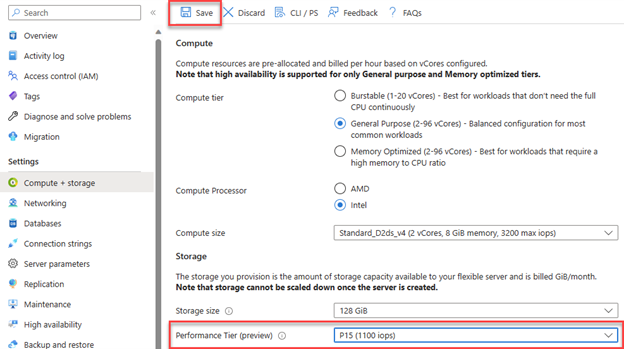 Search
«
Save
Discard
CLI / PS
Feedback
FAQs
Overview
Activity log
Access control (IAM)
Tags
Diagnose and solve problems
Migration
Settings
Compute + storage
Networking
Databases
Connection strings
Server parameters
Replication
Maintenance
High availability
Backup and restore
Compute
Compute resources are pre-allocated and billed per hour based on vCores configured.
Note that high availability is supported for only General purpose and Memory optimized tiers.
Compute tier
Burstable (1-20 vCores) - Best for workloads that don't need the full
CPU continuously
General Purpose (2-96 vCores) - Balanced configuration for most
common workloads
Memory Optimized (2-96 vCores) - Best for workloads that require a
high memory to CPU ratio
Compute Processor
AMD
Intel
Compute size
Standard_D2ds_v4 (2 vCores, 8 GiB memory, 3200 max iops)
Storage
The storage you provision is the amount of storage capacity available to your flexible server and is billed GiB/month.
Note that storage cannot be scaled down once the server is created.
Storage size
128 GiB
Performance Tier (preview)
P15 (1100 iops)